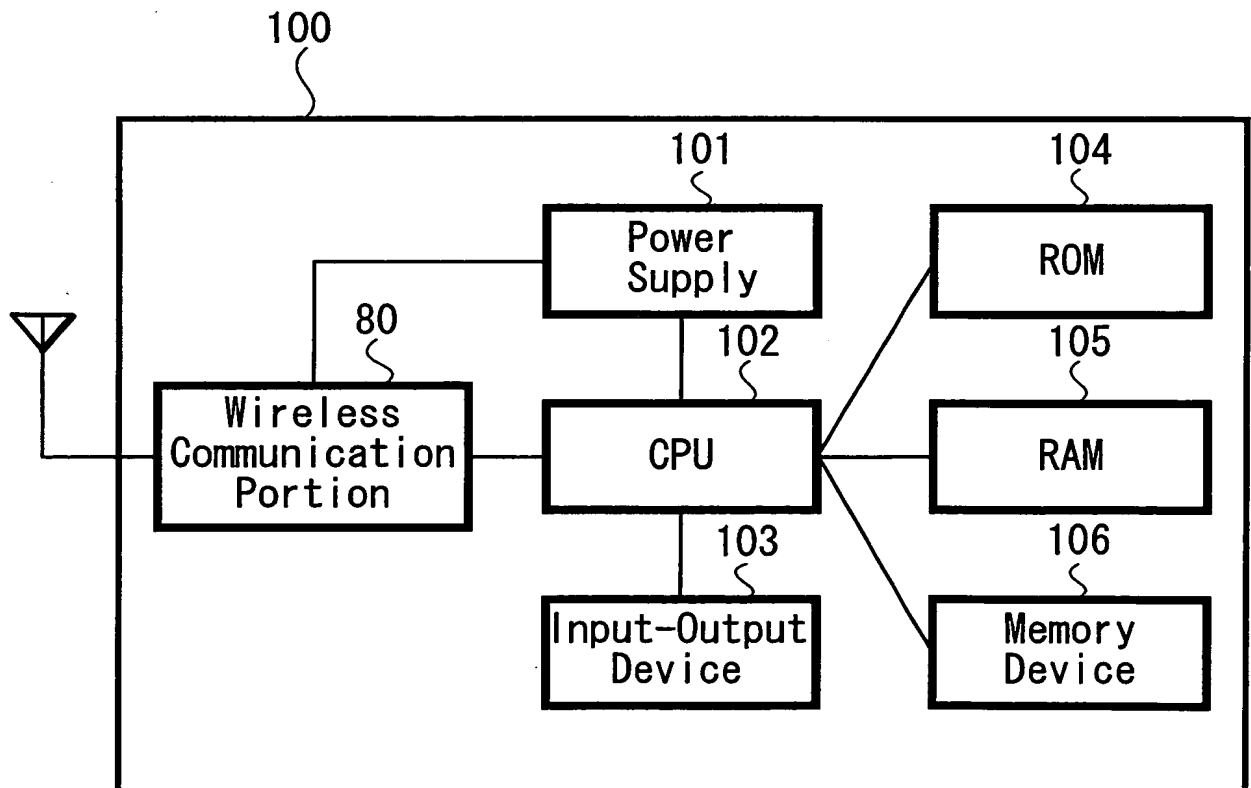 100
101
Power
Supply
104
ROM
80
Wireless
Communication
Portion
102
CPU
105
RAM
103
Input-Output
Device
106
Memory
Device